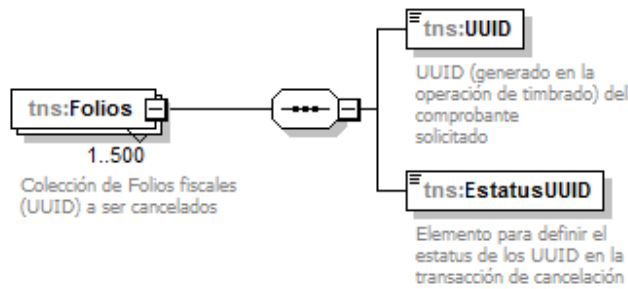 tns:UUID
UUID (generado en la
operación de timbrado) del
comprobante
solicitado
tns:Folios
1..500
Colección de Folios fiscales
(UUID) a ser cancelados
tns:EstatusUUID
Elemento para definir el
estatus de los UUID en la
transacción de cancelación